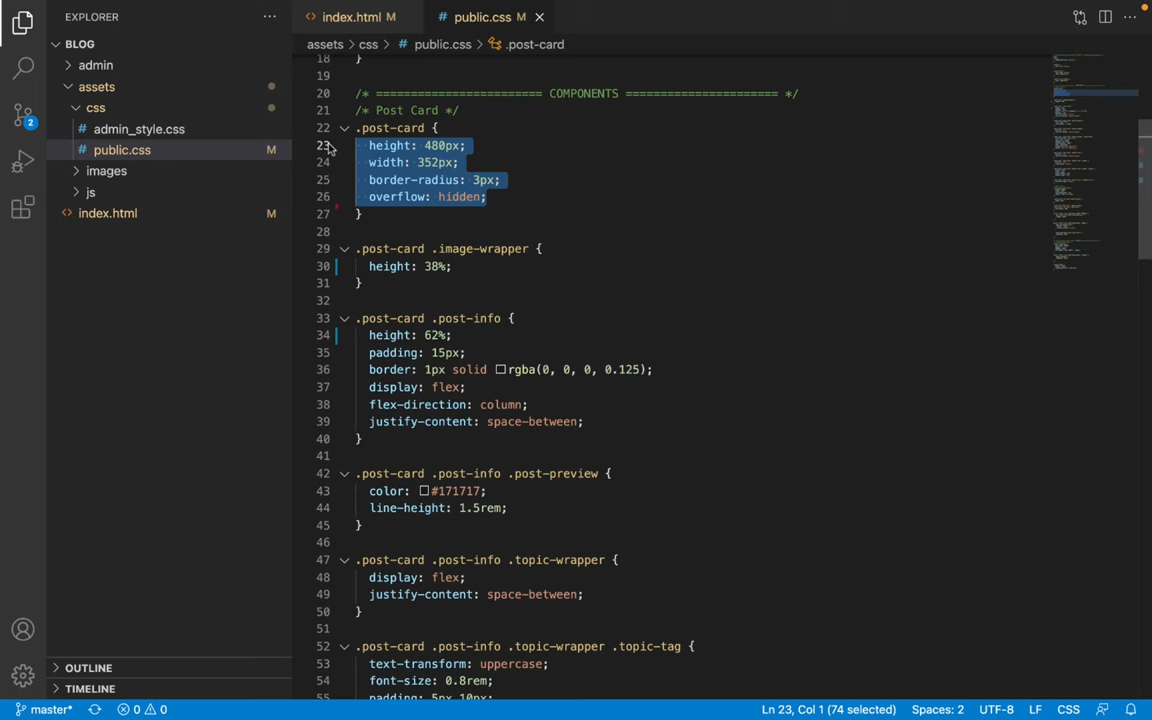 EXPLORER
index.html M
public.css M
BLOG
assets > css > # public.css > .post-card
admin
assets
css
# admin_style.css
# public.css M
images
js
index.html M
18 }
19
20 /* ======================== COMPONENTS ====================== */
21 /* Post Card */
22 .post-card {
23 height: 480px;
24 width: 352px;
25 border-radius: 3px;
26 overflow: hidden;
27 }
28
29 .post-card .image-wrapper {
30 height: 38%;
31 }
32
33 .post-card .post-info {
34 height: 62%;
35 padding: 15px;
36 border: 1px solid rgba(0, 0, 0, 0.125);
37 display: flex;
38 flex-direction: column;
39 justify-content: space-between;
40 }
41
42 .post-card .post-info .post-preview {
43 color: #171717;
44 line-height: 1.5rem;
45 }
46
47 .post-card .post-info .topic-wrapper {
48 display: flex;
49 justify-content: space-between;
50 }
51
52 .post-card .post-info .topic-wrapper .topic-tag {
53 text-transform: uppercase;
54 font-size: 0.8rem;
55 padding: 5px 10px;
2
OUTLINE
TIMELINE
master* 0 0 Ln 23, Col 1 (74 selected) Spaces: 2 UTF-8 LF CSS